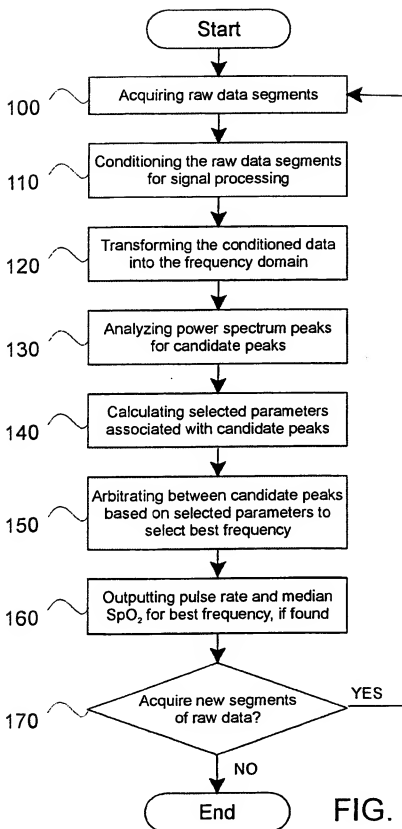 Start
100
Acquiring raw data segments
110
Conditioning the raw data segments
for signal processing
120
Transforming the conditioned data
into the frequency domain
130
Analyzing power spectrum peaks
for candidate peaks
140
Calculating selected parameters
associated with candidate peaks
150
Arbitrating between candidate peaks
based on selected parameters to
select best frequency
160
Outputting pulse rate and median
SpO₂ for best frequency, if found
170
Acquire new segments
of raw data?
YES
NO
End
FIG.